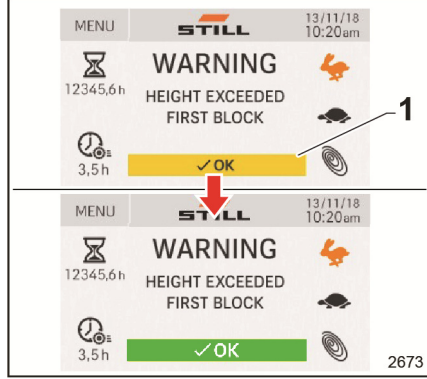 MENU
STILL
13/11/18
10:20am
WARNING
12345,6h
HEIGHT EXCEEDED
FIRST BLOCK
1
3,5h
✓OK
MENU
STILL
13/11/18
10:20am
WARNING
12345,6h
HEIGHT EXCEEDED
FIRST BLOCK
3,5h
✓OK
2673